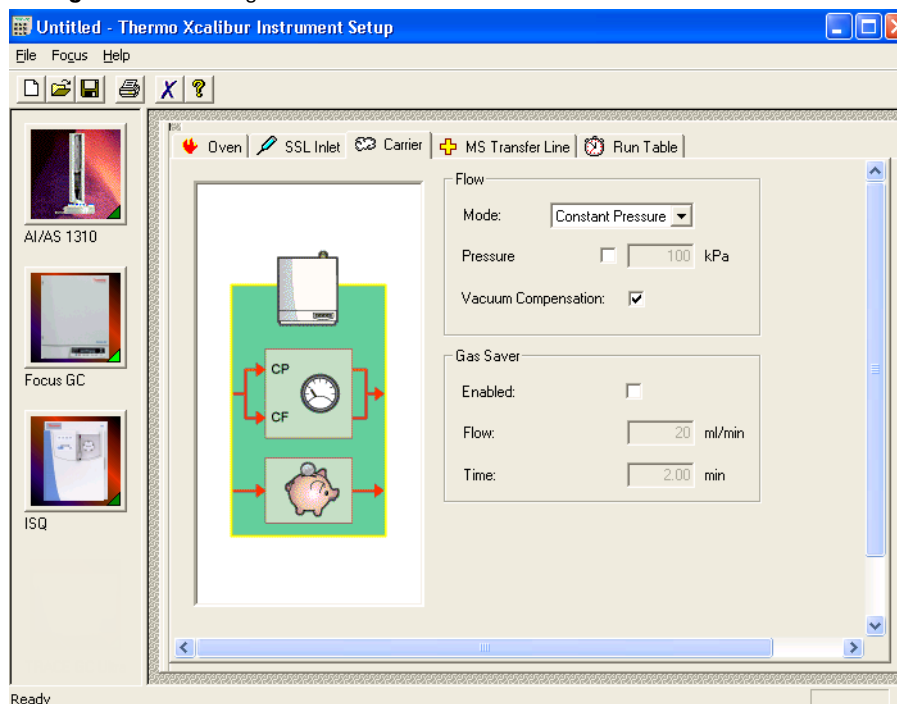 Untitled - Thermo Xcalibur Instrument Setup
File Focus Help
Oven SSL Inlet Carrier MS Transfer Line Run Table
AI/AS 1310
Focus GC
ISQ
CP
CF
Flow
Mode: Constant Pressure
Pressure 100 kPa
Vacuum Compensation:
Gas Saver
Enabled:
Flow: 20 ml/min
Time: 2.00 min
Ready